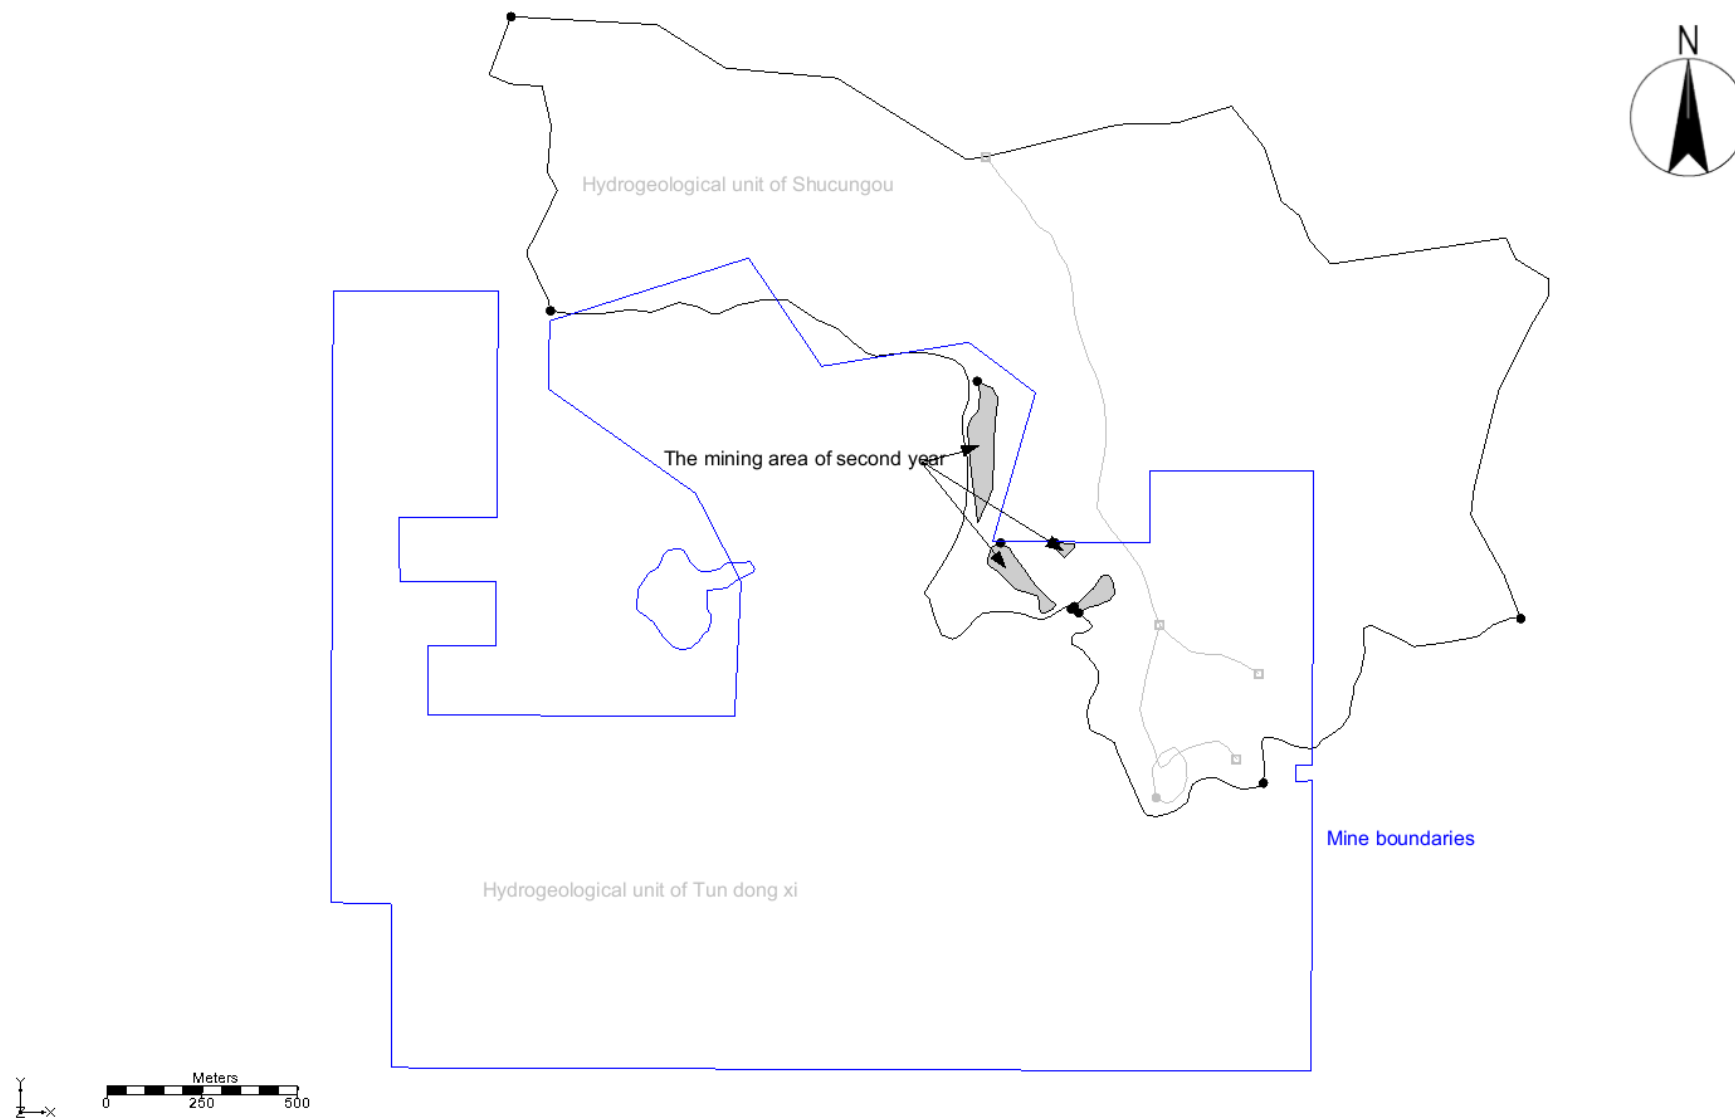 N
Hydrogeological unit of Shucungou
The mining area of second year
Mine boundaries
Hydrogeological unit of Tun dong xi
Y
Z X
Meters
0 250 500